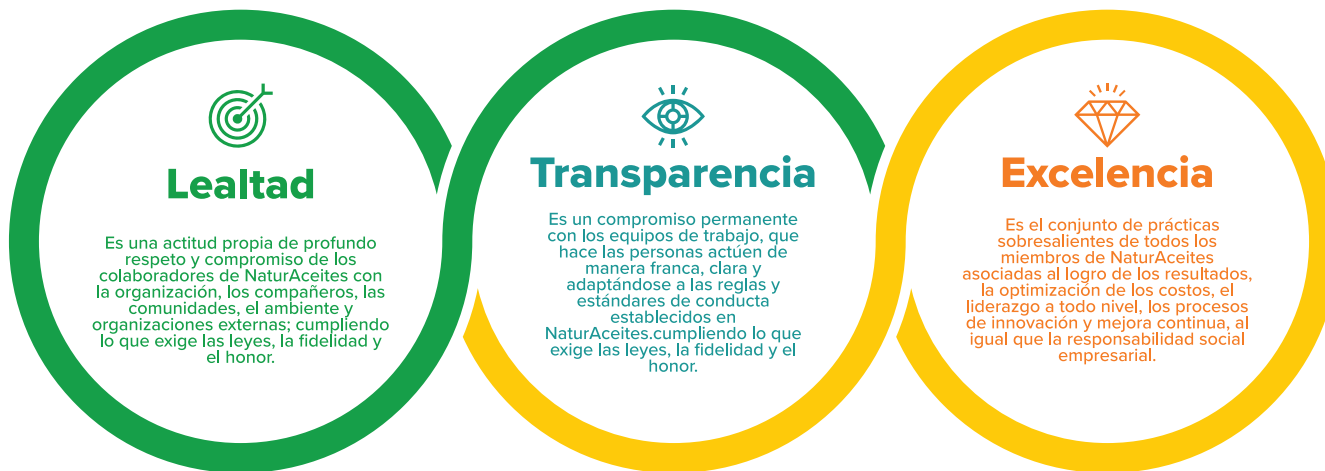 Lealtad
Es una actitud propia de profundo
respeto y compromiso de los
colaboradores de NaturAceites con
la organización, los compañeros, las
comunidades, el ambiente y
organizaciones externas; cumpliendo
lo que exige las leyes, la fidelidad y
el honor.
Transparencia
Es un compromiso permanente
con los equipos de trabajo, que
hace las personas actúen de
manera franca, clara y
adaptándose a las reglas y
estándares de conducta
establecidos en
NaturAceites.cumpliendo lo que
exige las leyes, la fidelidad y el
honor.
Excelencia
Es el conjunto de prácticas
sobresalientes de todos los
miembros de NaturAceites
asociadas al logro de los resultados,
la optimización de los costos, el
liderazgo a todo nivel, los procesos
de innovación y mejora continua, al
igual que la responsabilidad social
empresarial.